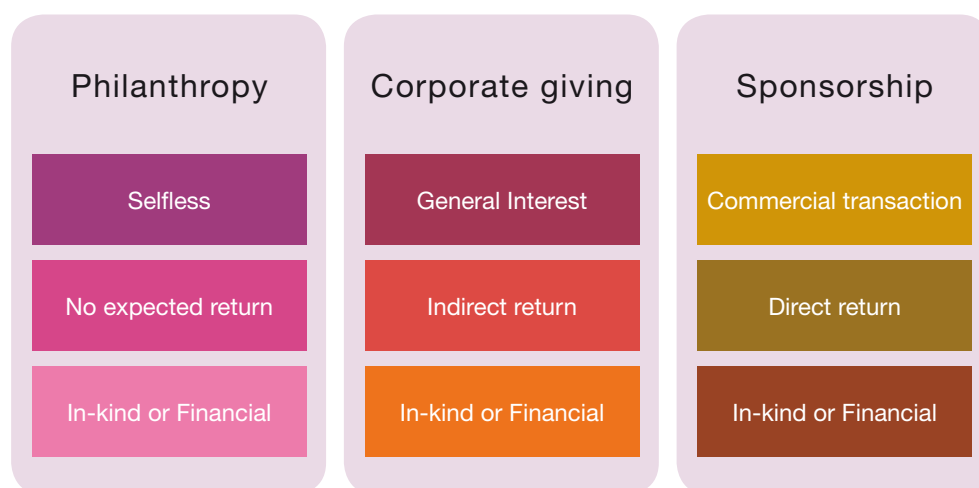 Philanthropy
Selfless
No expected return
In-kind or Financial
Corporate giving
General Interest
Indirect return
In-kind or Financial
Sponsorship
Commercial transaction
Direct return
In-kind or Financial